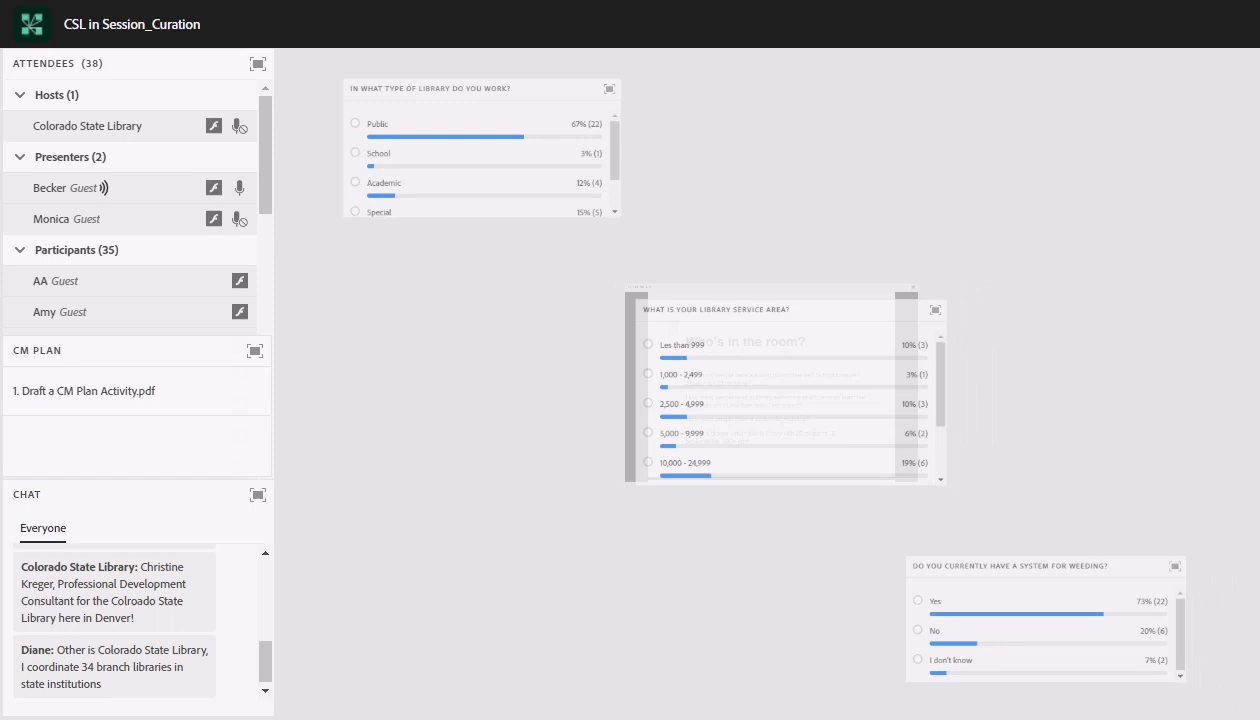 CSL in Session_Curation
ATTENDEES (38)
Hosts (1)
Colorado State Library
Presenters (2)
Becker Guest
Monica Guest
Participants (35)
AA Guest
Amy Guest
CM PLAN
1. Draft a CM Plan Activity.pdf
CHAT
Everyone
Colorado State Library: Christine
Kreger, Professional Development
Consultant for the Colroado State
Library here in Denver!
Diane: Other is Colorado State Library,
I coordinate 34 branch libraries in
state institutions
IN WHAT TYPE OF LIBRARY DO YOU WORK?
Public 67% (22)
School 3% (1)
Academic 12% (4)
Special 15% (5)
WHAT IS YOUR LIBRARY SERVICE AREA?
Who's in the room?
Les than 999 10% (3)
1,000 - 2,499 3% (1)
2,500 - 4,999 10% (3)
5,000 - 9,999 6% (2)
10,000 - 24,999 19% (6)
DO YOU CURRENTLY HAVE A SYSTEM FOR WEEDING?
Yes 73% (22)
No 20% (6)
I don't know 7% (2)